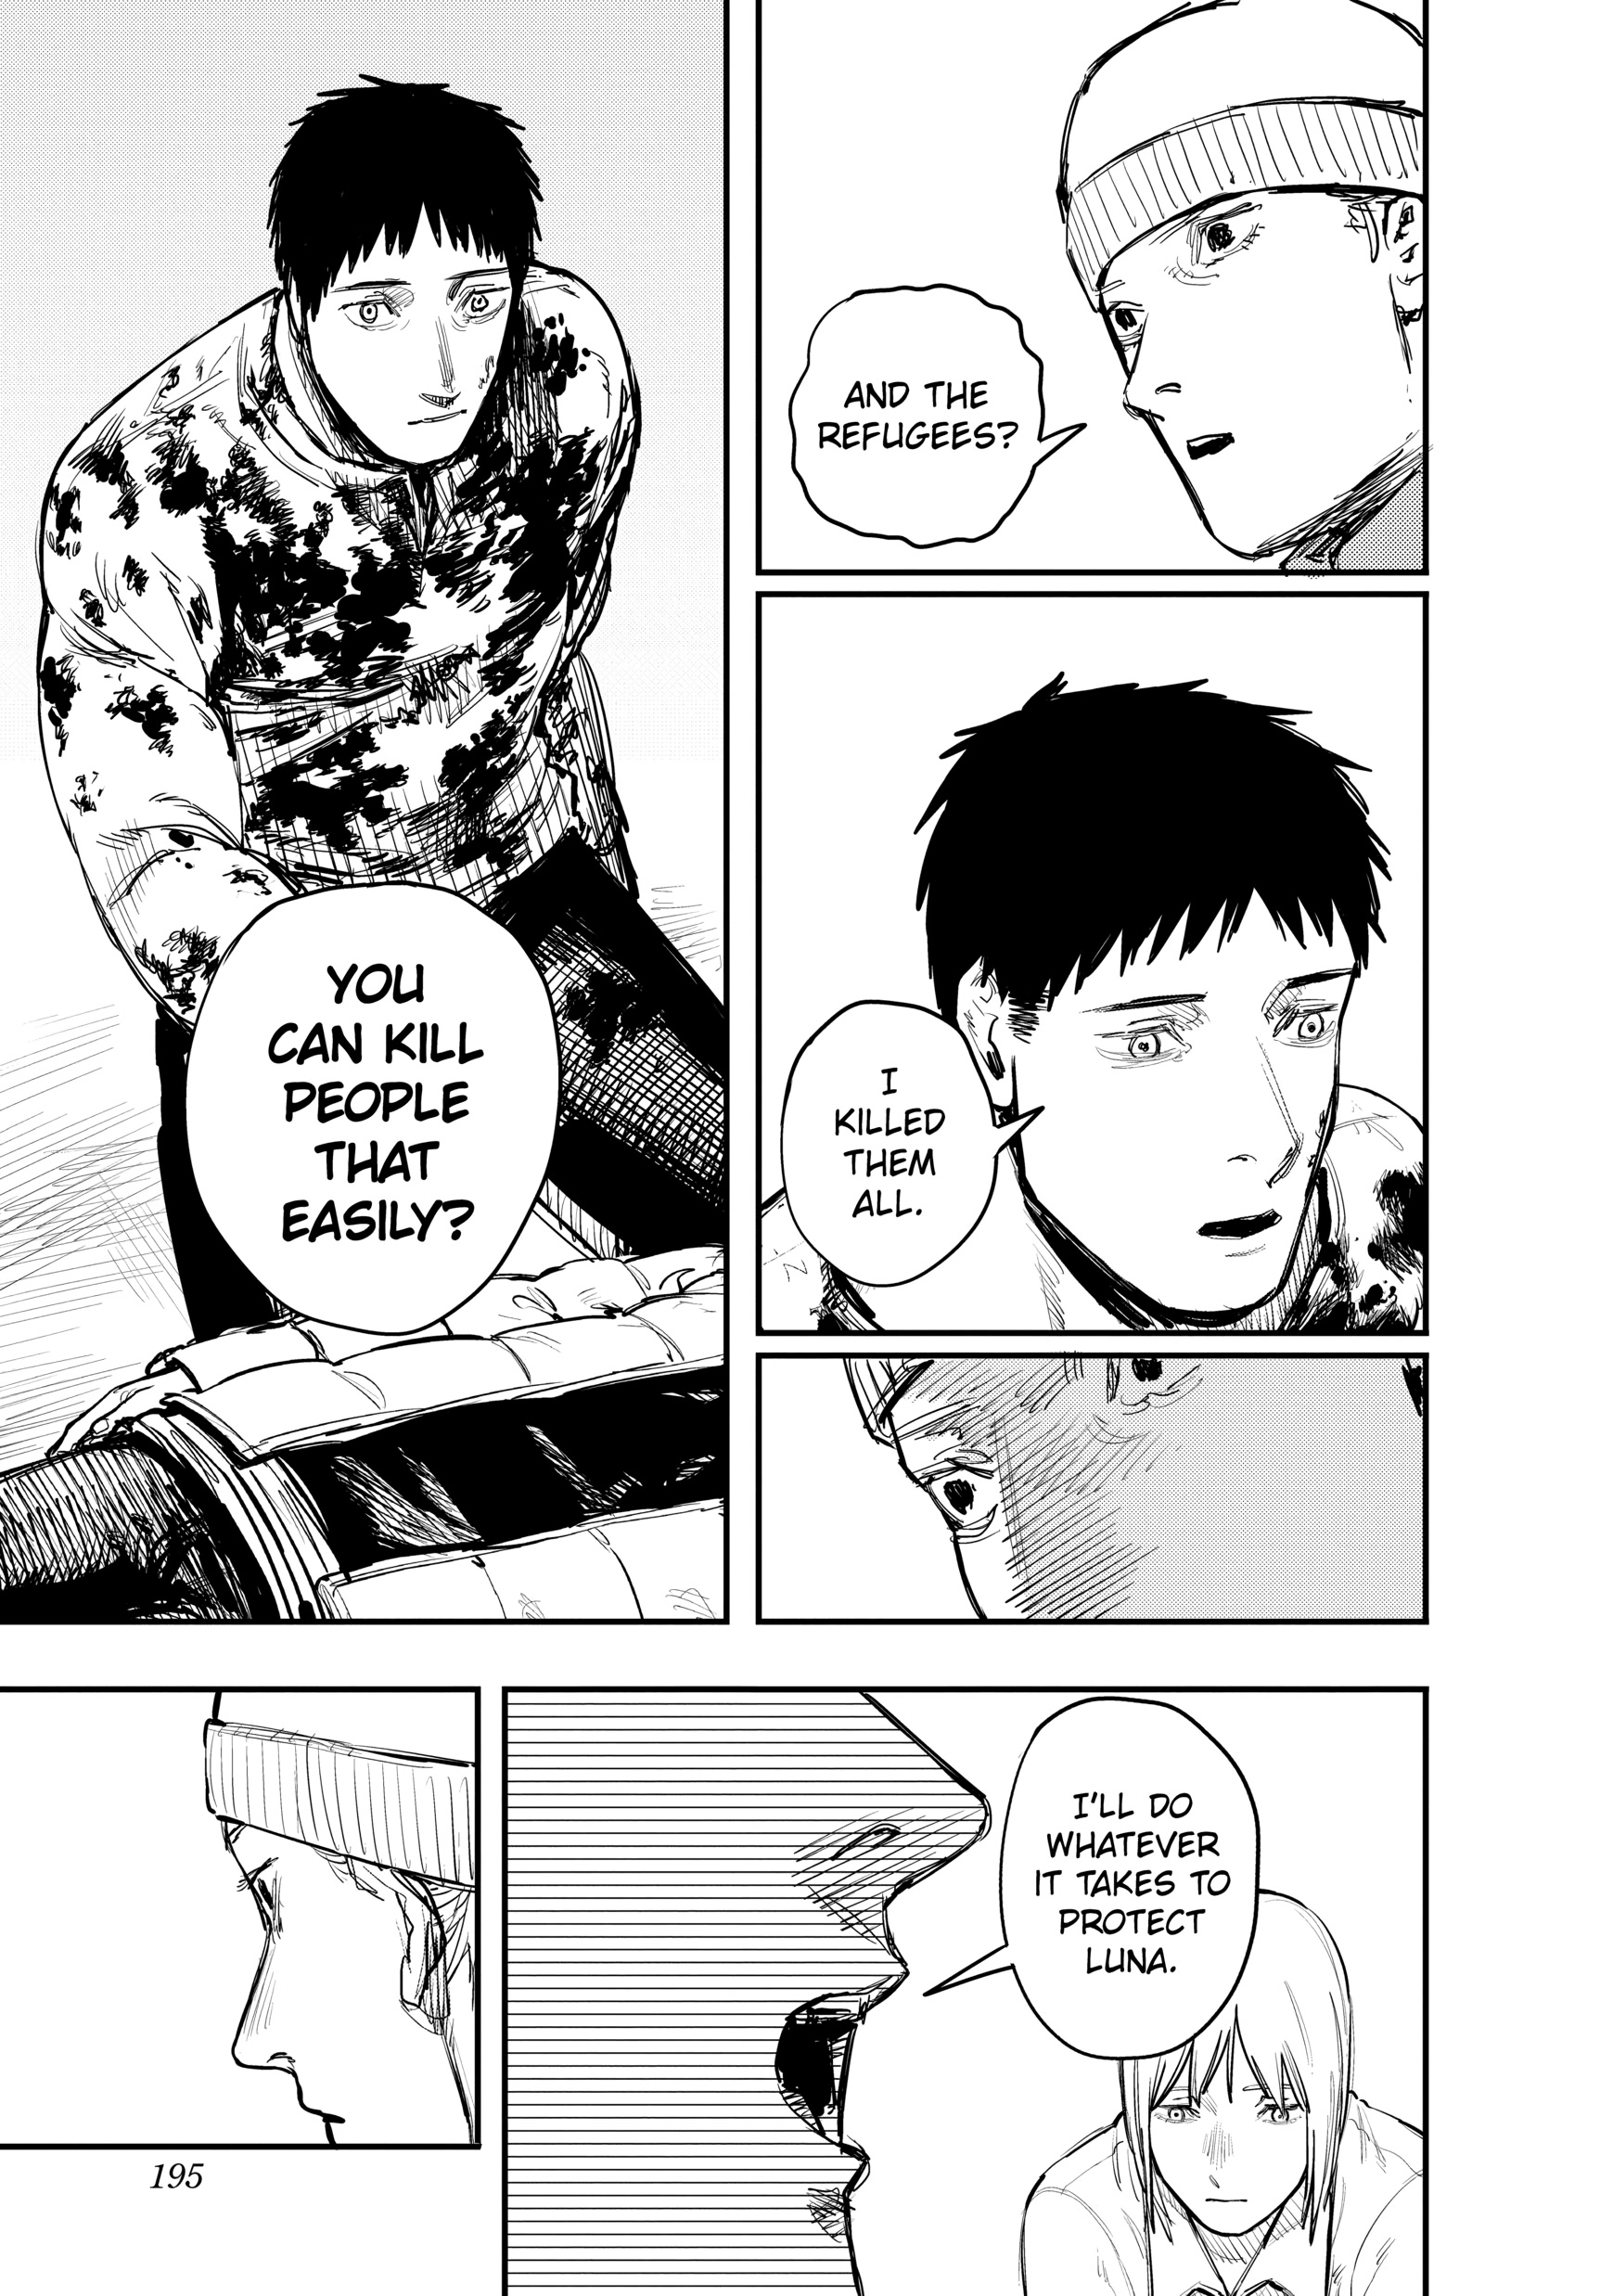 AND THE
REFUGEES?
I
KILLED
THEM
ALL.
YOU
CAN KILL
PEOPLE
THAT
EASILY?
I'LL DO
WHATEVER
IT TAKES TO
PROTECT
LUNA.
195